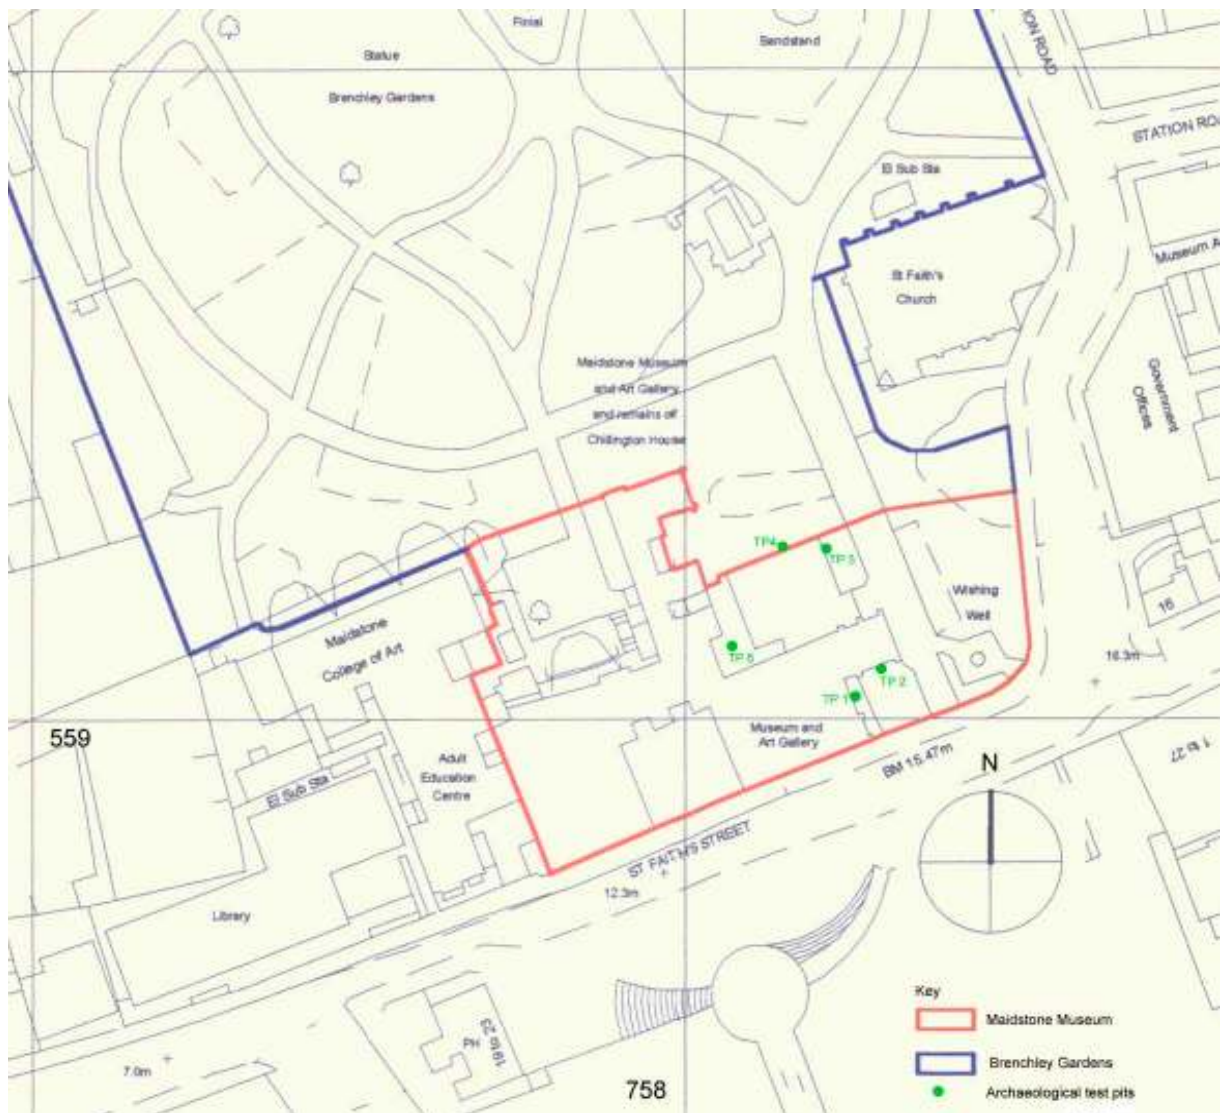 Finial
Statue
Bandstand
Brenchley Gardens
STATION ROAD
El Sub Sta
St Faith's
Church
Maidstone Museum
and Art Gallery
and remains of
Chillington House
Government
Offices
TP4
TP 5
Wishing
Well
16
Maidstone
College of Art
TP 6
TP 2
TP 1
16.3m
559
Museum and
Art Gallery
BM 15.47m
1 to 27
Adult
Education
Centre
El Sub Sta
N
ST FAITH'S STREET
12.3m
Library
PH
19 to 23
7.0m
758
Key
Maidstone Museum
Brenchley Gardens
Archaeological test pits